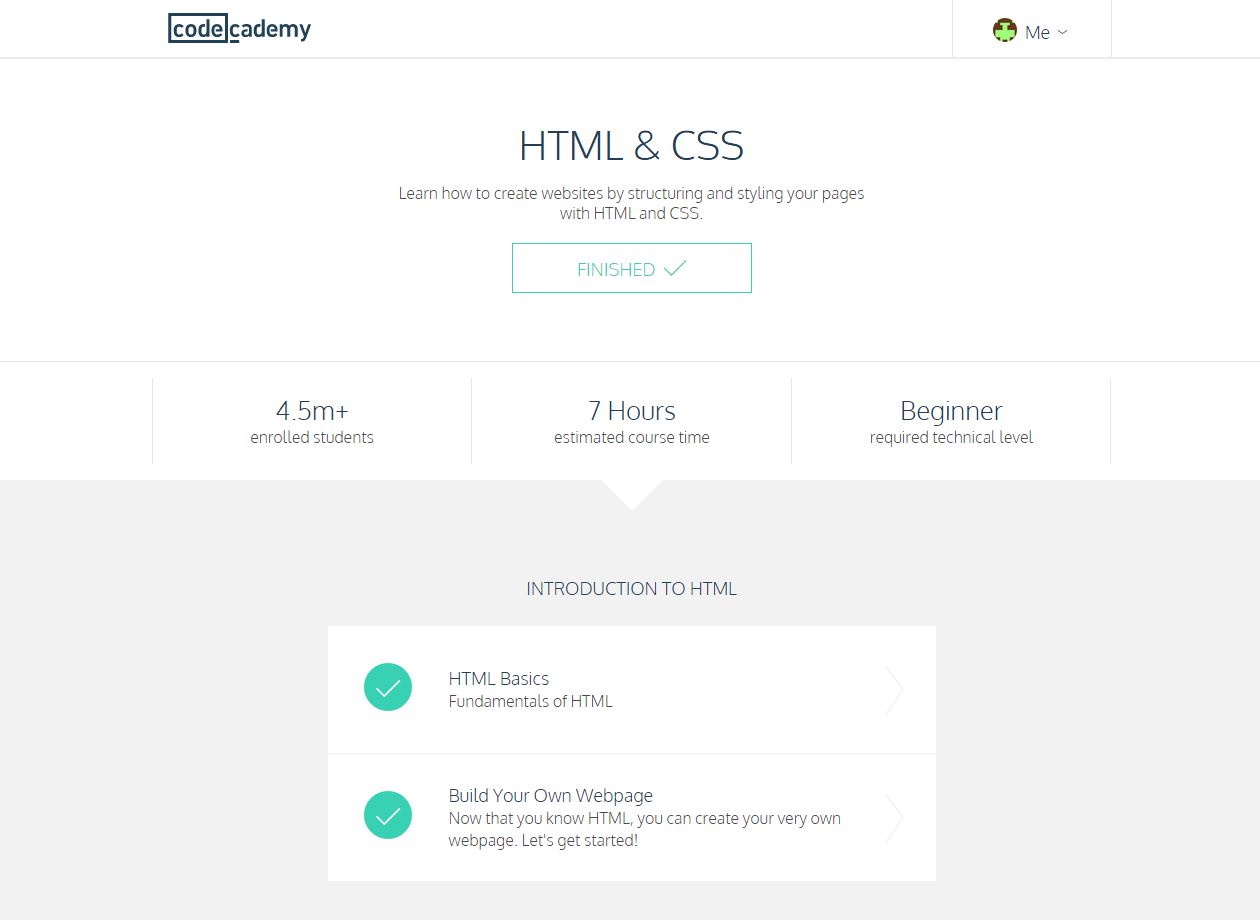 codecademy
Me
HTML & CSS
Learn how to create websites by structuring and styling your pages
with HTML and CSS.
FINISHED
4.5m+
enrolled students
7 Hours
estimated course time
Beginner
required technical level
INTRODUCTION TO HTML
HTML Basics
Fundamentals of HTML
Build Your Own Webpage
Now that you know HTML, you can create your very own
webpage. Let's get started!